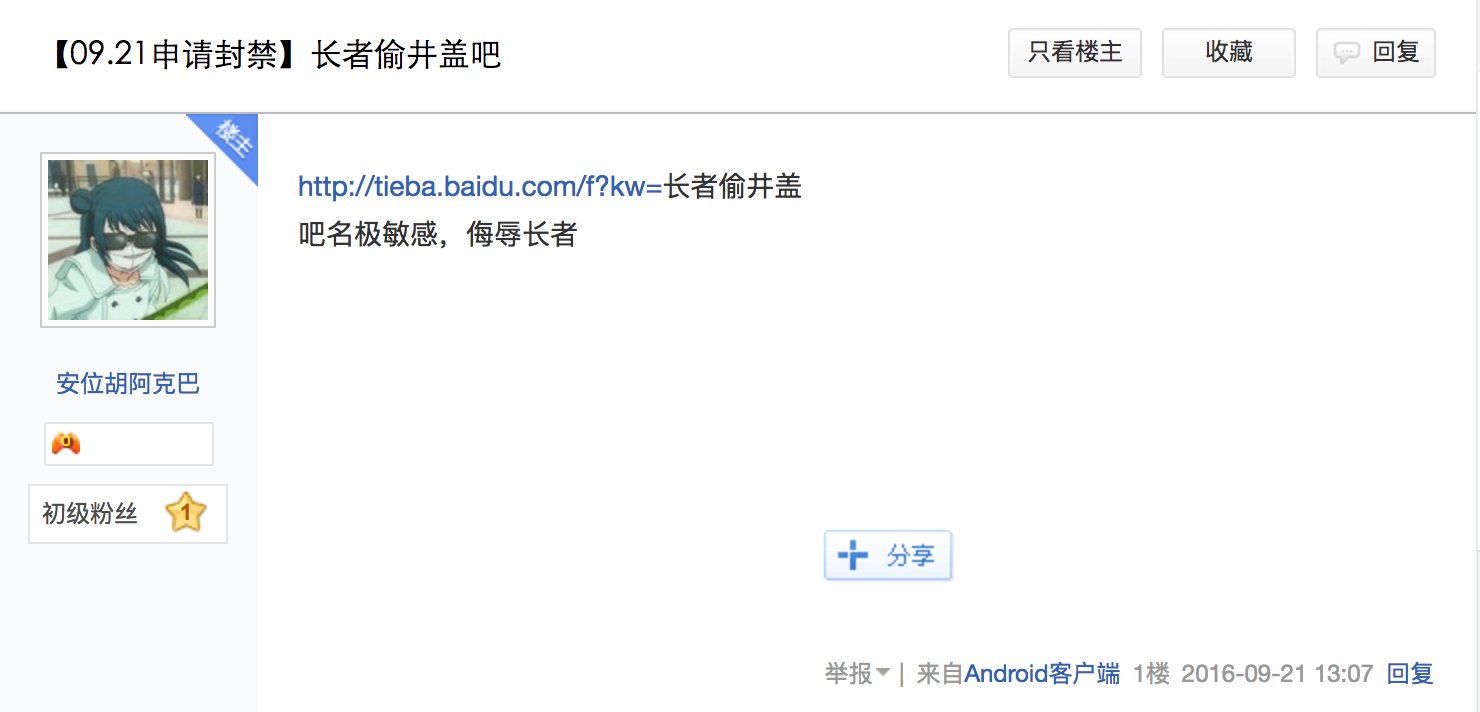 【09.21申请封禁】长者偷井盖吧
只看楼主
收藏
回复
楼主
http://tieba.baidu.com/f?kw=长者偷井盖
吧名极敏感，侮辱长者
安位胡阿克巴
初级粉丝 1
分享
举报 | 来自Android客户端 1楼 2016-09-21 13:07 回复